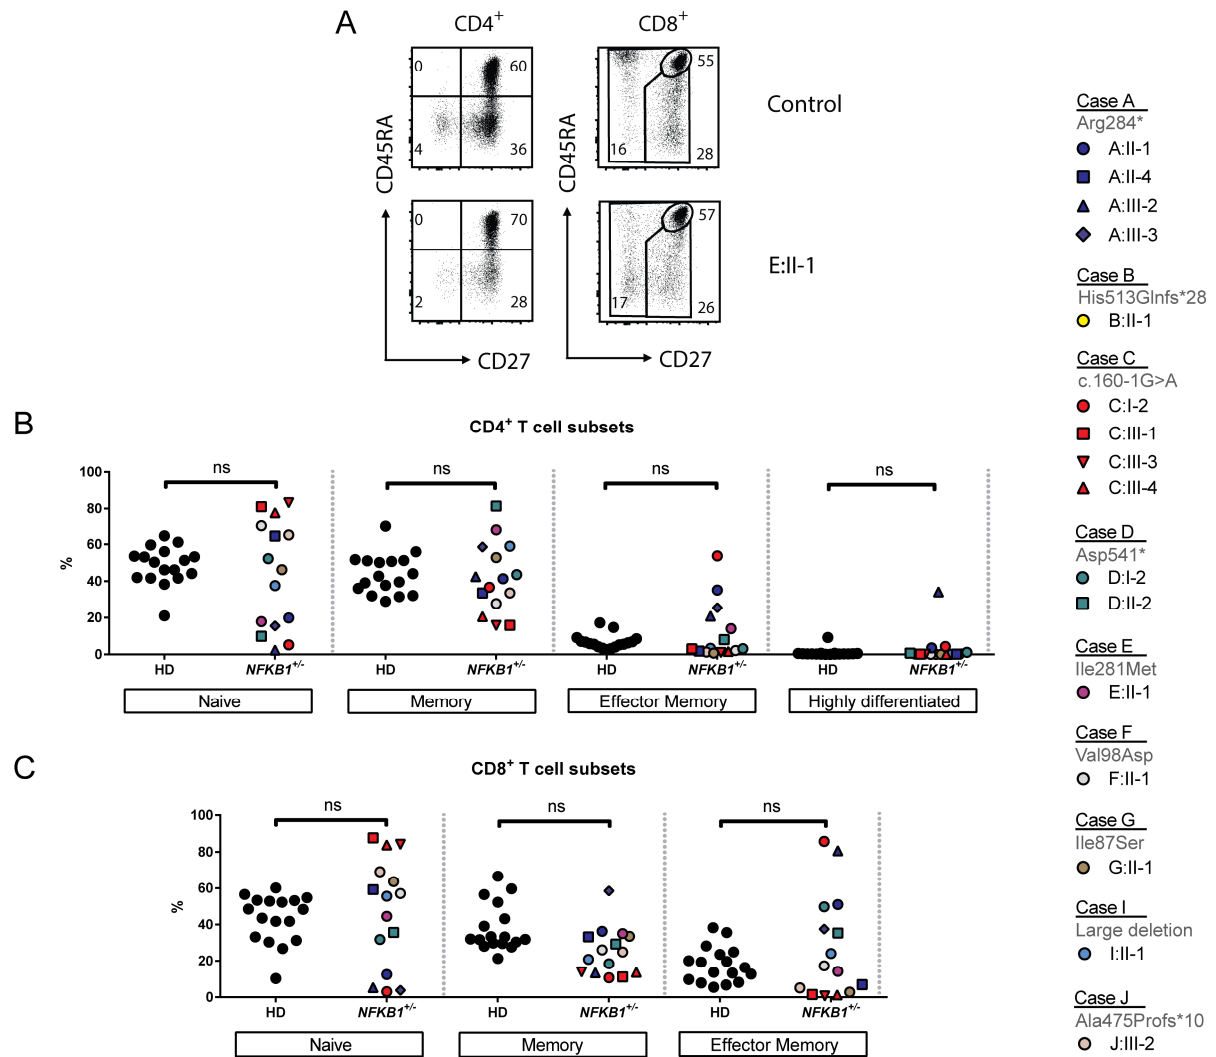 A
CD4+
CD8+
0
60
4
36
55
16
28
Control
CD45RA
CD45RA
0
70
2
28
57
17
26
E:II-1
CD27
CD27
B
CD4+ T cell subsets
ns
ns
ns
ns
100
80
60
40
20
0
%
HD
NFKB1+/-
HD
NFKB1+/-
HD
NFKB1+/-
HD
NFKB1+/-
Naive
Memory
Effector Memory
Highly differentiated
C
CD8+ T cell subsets
ns
ns
ns
100
80
60
40
20
0
%
HD
NFKB1+/-
HD
NFKB1+/-
HD
NFKB1+/-
Naive
Memory
Effector Memory
Case A
Arg284*
A:II-1
A:II-4
A:III-2
A:III-3
Case B
His513Glnfs*28
B:II-1
Case C
c.160-1G>A
C:I-2
C:III-1
C:III-3
C:III-4
Case D
Asp541*
D:I-2
D:II-2
Case E
Ile281Met
E:II-1
Case F
Val98Asp
F:II-1
Case G
Ile87Ser
G:II-1
Case I
Large deletion
I:II-1
Case J
Ala475Profs*10
J:III-2